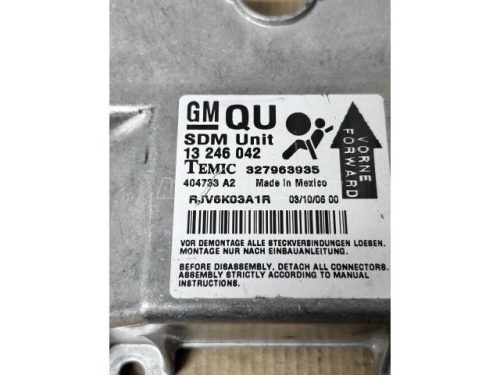 GM QU
SDM Unit
13 246 042
TEMIC 327963935
404733 A2 Made in Mexico
RJV6K03A1R 03/10/06 00
VORNE
FORWARD
VOR DEMONTAGE ALLE STECKVERBINDUNGEN LOESEN.
MONTAGE NUR NACH EINBAUANLEITUNG.
BEFORE DISASSEMBLY, DETACH ALL CONNECTORS.
ASSEMBLY STRICTLY ACCORDING TO MANUAL
INSTRUCTIONS.